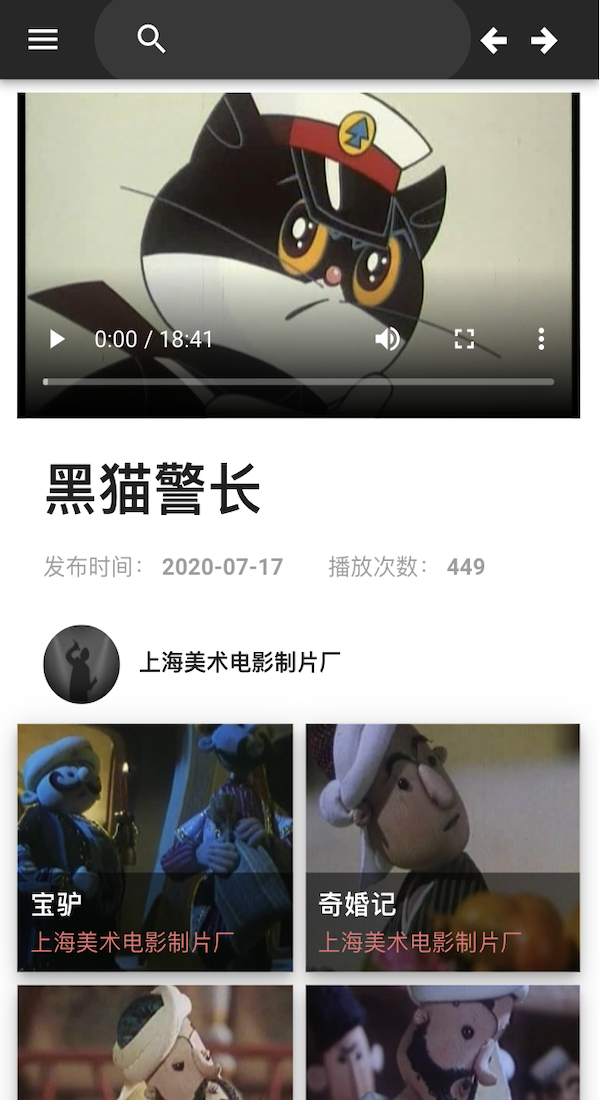 0:00 / 18:41
黑猫警长
发布时间： 2020-07-17 播放次数： 449
上海美术电影制片厂
宝驴
上海美术电影制片厂
奇婚记
上海美术电影制片厂